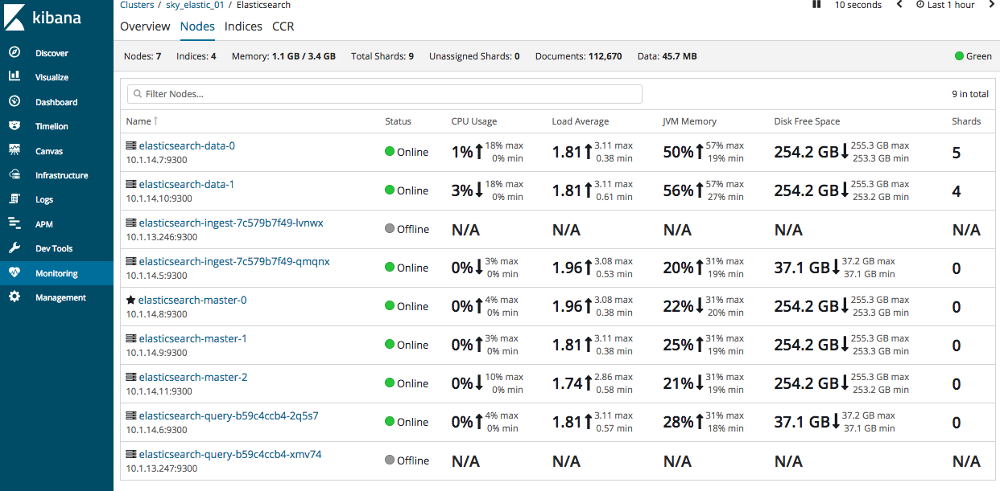 kibana
Discover
Visualize
Dashboard
Timelion
Canvas
Infrastructure
Logs
APM
Dev Tools
Monitoring
Management
Clusters / sky_elastic_01 / Elasticsearch
10 seconds Last 1 hour
Overview Nodes Indices CCR
Nodes: 7 Indices: 4 Memory: 1.1 GB / 3.4 GB Total Shards: 9 Unassigned Shards: 0 Documents: 112,670 Data: 45.7 MB Green
Filter Nodes... 9 in total
Name Status CPU Usage Load Average JVM Memory Disk Free Space Shards
elasticsearch-data-0 18% max 3.11 max 57% max 255.3 GB max
Online 1% 1.81 50% 254.2 GB 5
10.1.14.7:9300 0% min 0.38 min 19% min 253.3 GB min
elasticsearch-data-1 18% max 3.11 max 57% max 255.3 GB max
Online 3% 1.81 56% 254.2 GB 4
10.1.14.10:9300 0% min 0.61 min 27% min 253.2 GB min
elasticsearch-ingest-7c579b7f49-lvnwx
Offline N/A N/A N/A N/A N/A
10.1.13.246:9300
elasticsearch-ingest-7c579b7f49-qmqnx 3% max 3.08 max 31% max 37.2 GB max
Online 0% 1.96 20% 37.1 GB 0
10.1.14.5:9300 0% min 0.53 min 19% min 37.1 GB min
elasticsearch-master-0 4% max 3.08 max 31% max 255.3 GB max
Online 0% 1.96 22% 254.2 GB 0
10.1.14.8:9300 0% min 0.38 min 20% min 253.3 GB min
elasticsearch-master-1 3% max 3.11 max 31% max 255.3 GB max
Online 0% 1.81 25% 254.2 GB 0
10.1.14.9:9300 0% min 0.38 min 19% min 253.3 GB min
elasticsearch-master-2 10% max 2.86 max 31% max 255.3 GB max
Online 0% 1.74 21% 254.2 GB 0
10.1.14.11:9300 0% min 0.58 min 19% min 253.2 GB min
elasticsearch-query-b59c4ccb4-2q5s7 4% max 3.11 max 31% max 37.2 GB max
Online 0% 1.81 28% 37.1 GB 0
10.1.14.6:9300 0% min 0.57 min 18% min 37.1 GB min
elasticsearch-query-b59c4ccb4-xmv74
Offline N/A N/A N/A N/A N/A
10.1.13.247:9300